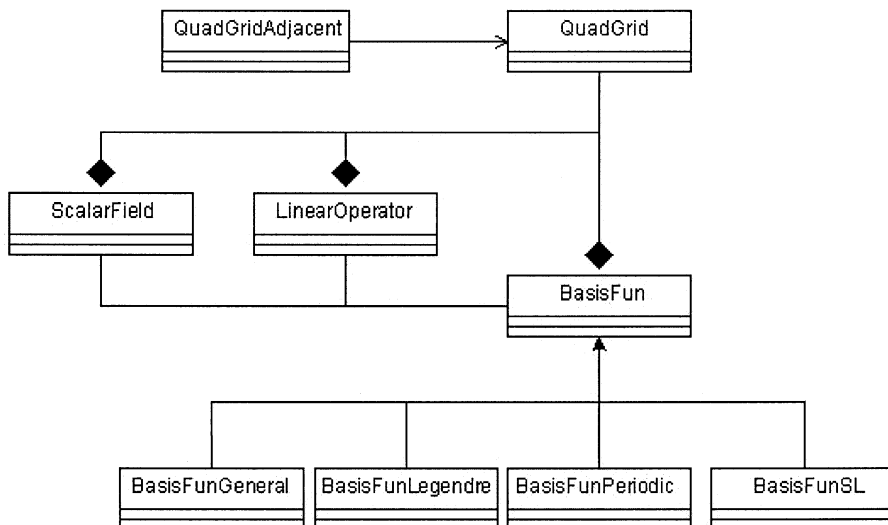 QuadGridAdjacent
QuadGrid
ScalarField
LinearOperator
BasisFun
BasisFunGeneral
BasisFunLegendre
BasisFunPeriodic
BasisFunSL